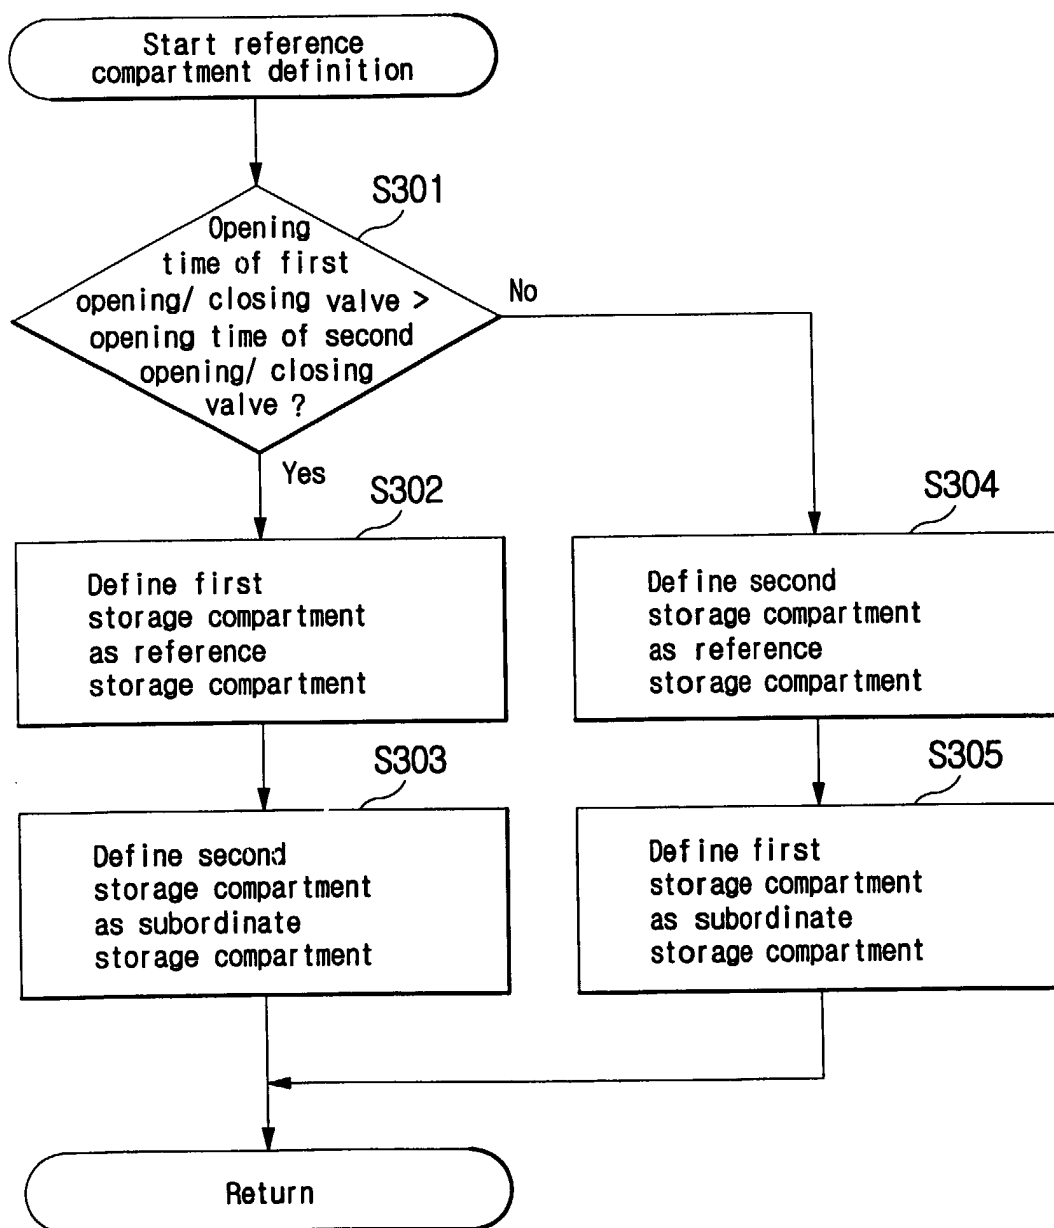 Start reference
compartment definition
S301
Opening
time of first
opening/ closing valve >
opening time of second
opening/ closing
valve ?
No
Yes
S302
Define first
storage compartment
as reference
storage compartment
S304
Define second
storage compartment
as reference
storage compartment
S303
Define second
storage compartment
as subordinate
storage compartment
S305
Define first
storage compartment
as subordinate
storage compartment
Return